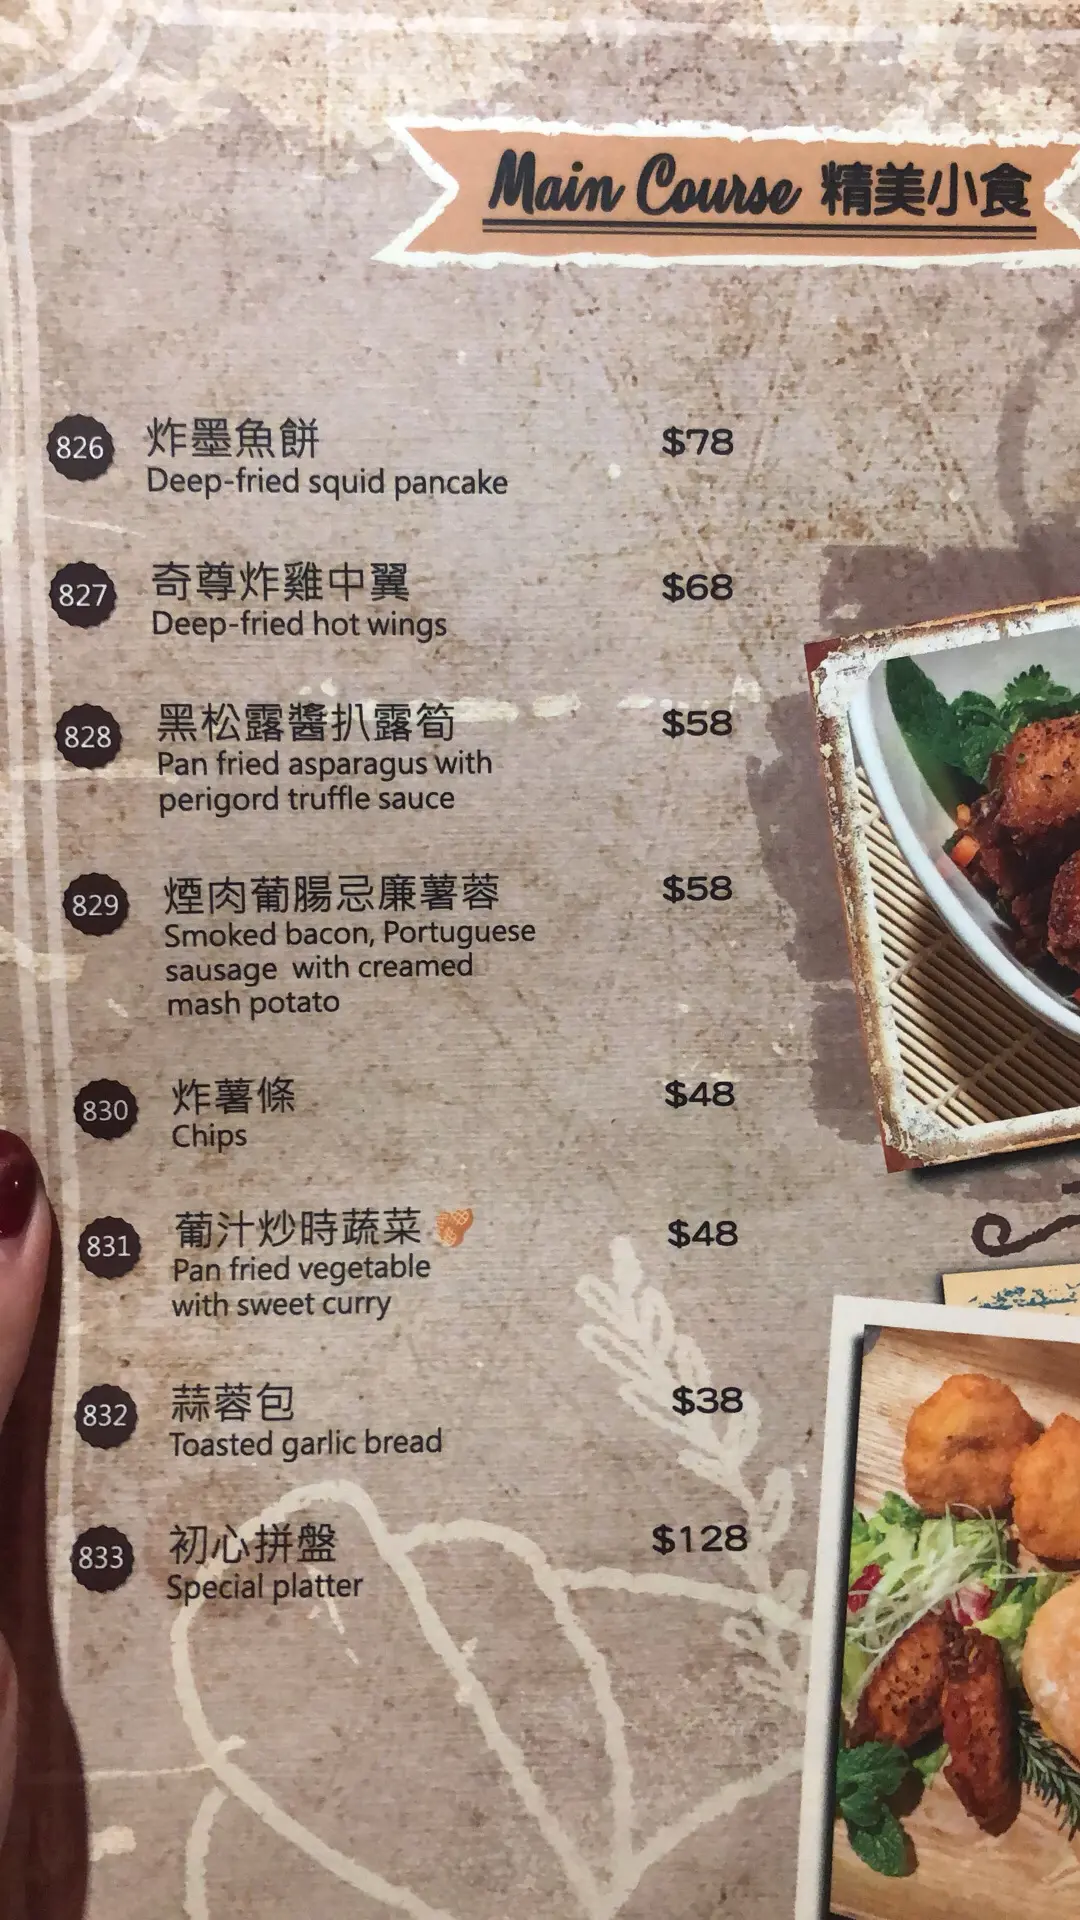 Main Course 精美小食
826 炸墨魚餅 $78
Deep-fried squid pancake
827 奇尊炸雞中翼 $68
Deep-fried hot wings
828 黑松露醬扒露筍 $58
Pan fried asparagus with
perigord truffle sauce
829 煙肉葡腸忌廉薯蓉 $58
Smoked bacon, Portuguese
sausage with creamed
mash potato
830 炸薯條 $48
Chips
831 葡汁炒時蔬菜 $48
Pan fried vegetable
with sweet curry
832 蒜蓉包 $38
Toasted garlic bread
833 初心拼盤 $128
Special platter